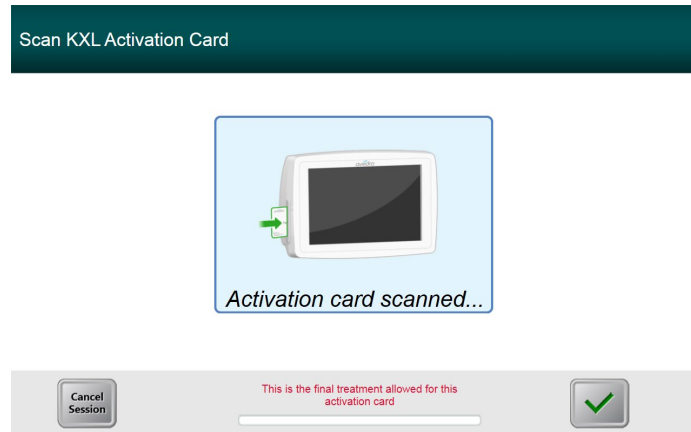 Scan KXL Activation Card
avedro
Activation card scanned...
Cancel
Session
This is the final treatment allowed for this
activation card